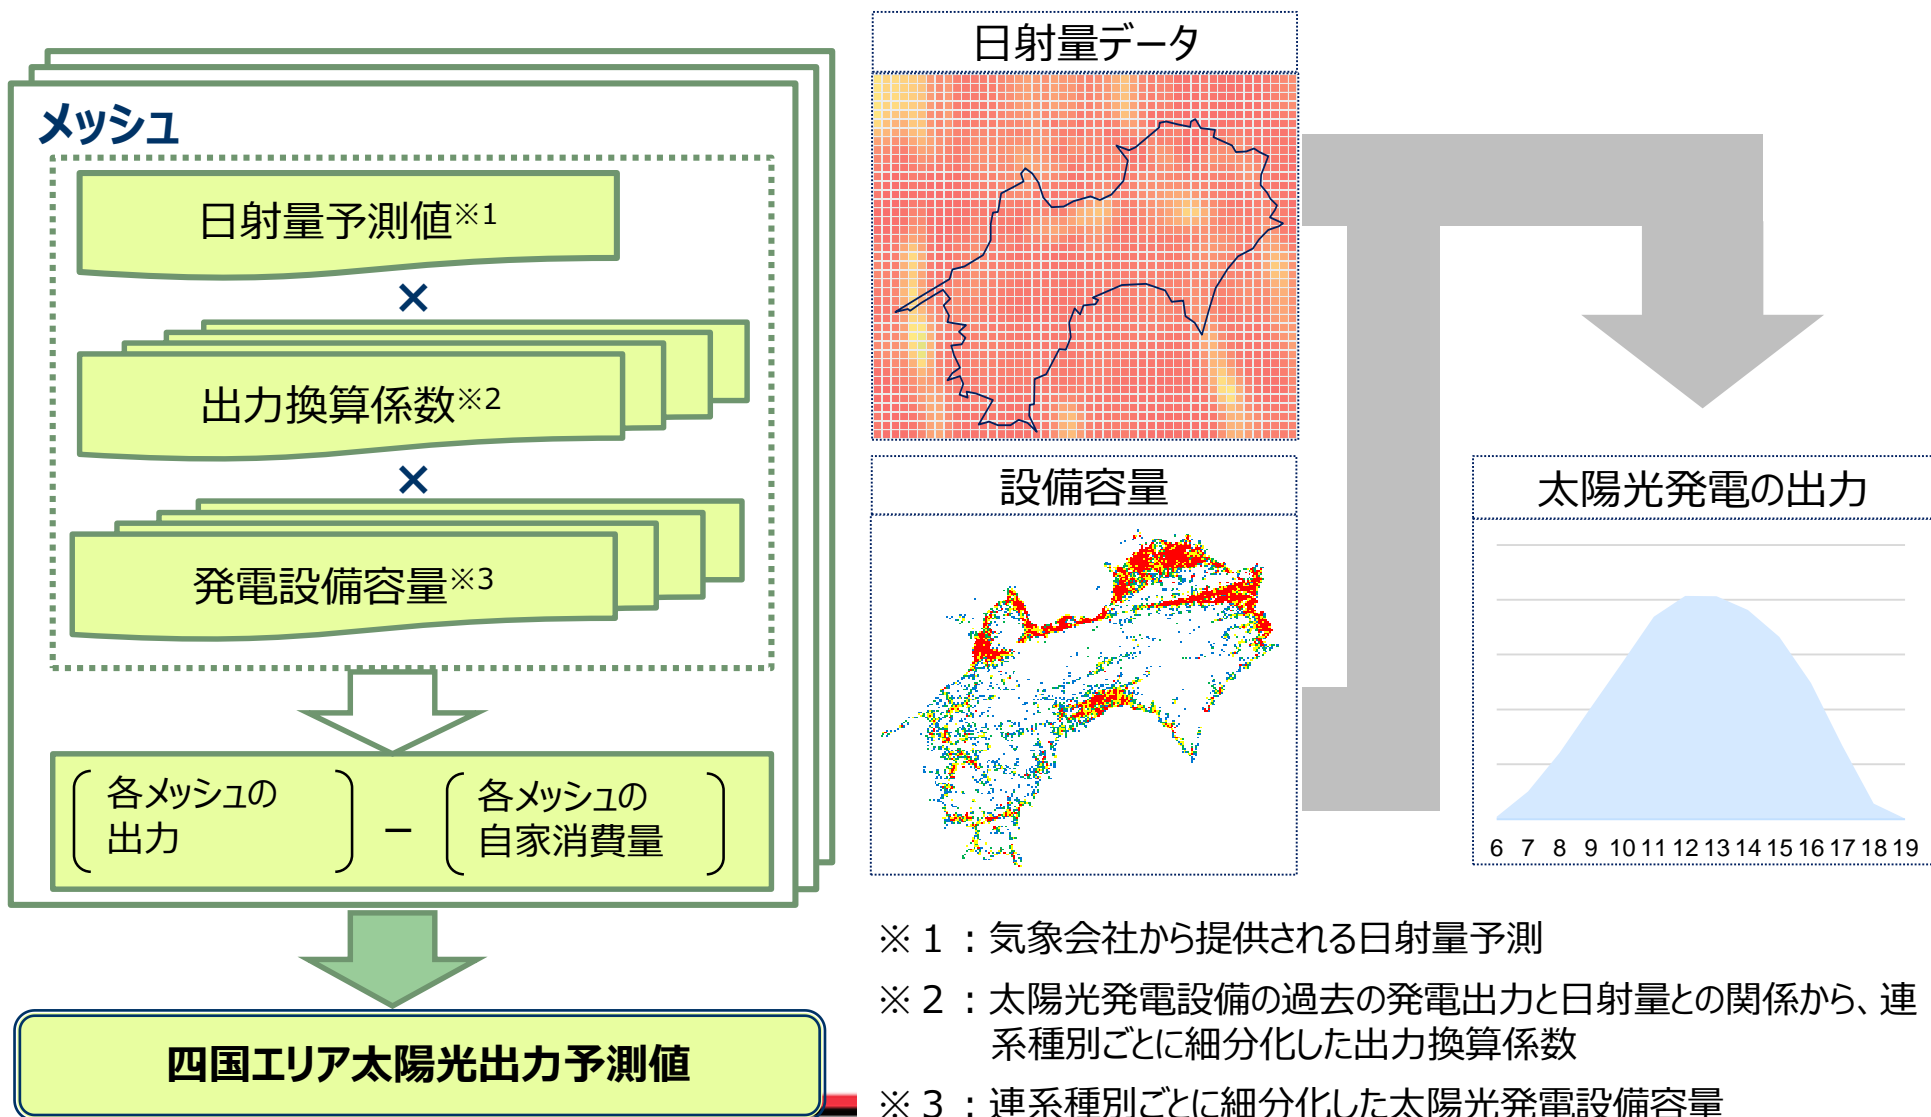 メッシュ
日射量予測値※1
×
出力換算係数※2
×
発電設備容量※3
各メッシュの
出力
－
各メッシュの
自家消費量
四国エリア太陽光出力予測値
日射量データ
設備容量
太陽光発電の出力
6 7 8 9 10 11 12 13 14 15 16 17 18 19
※１：気象会社から提供される日射量予測
※２：太陽光発電設備の過去の発電出力と日射量との関係から、連
系種別ごとに細分化した出力換算係数
※３：連系種別ごとに細分化した太陽光発電設備容量